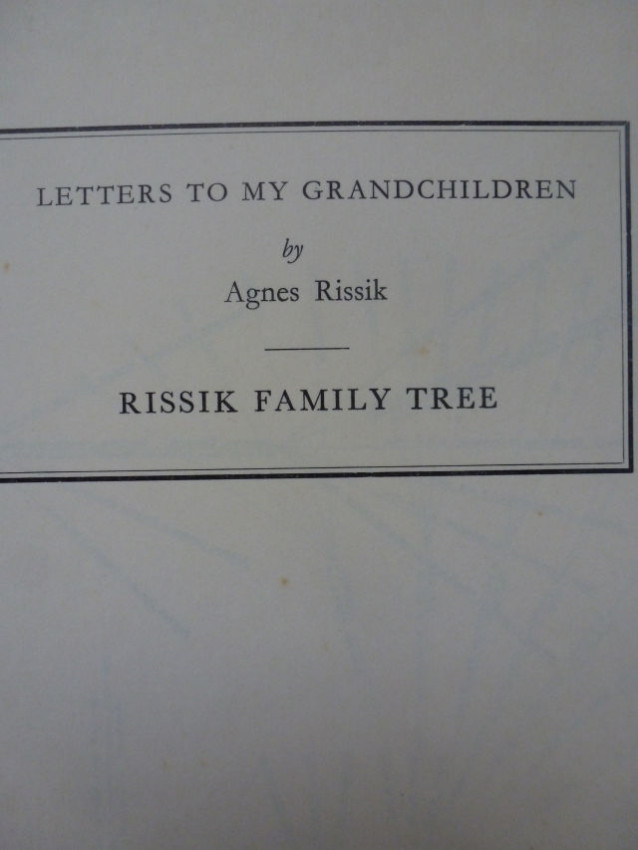 LETTERS TO MY GRANDCHILDREN
by
Agnes Rissik
RISSIK FAMILY TREE